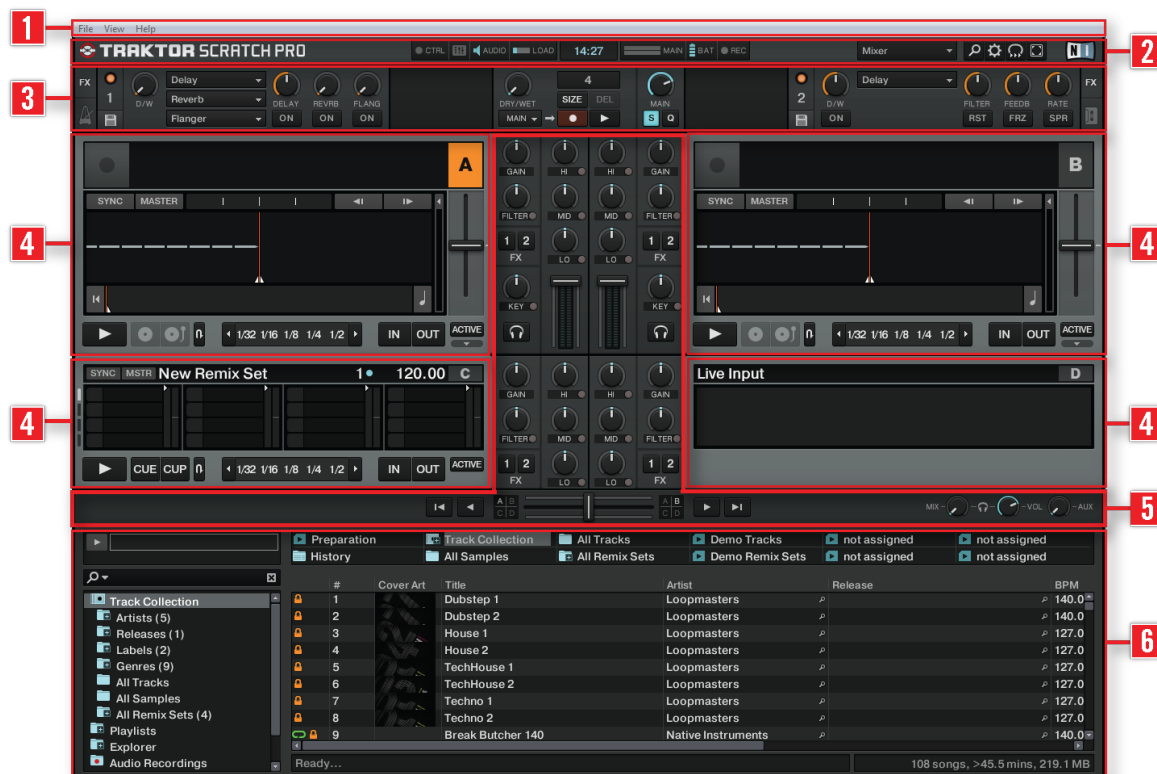 1
File View Help
TRAKTOR SCRATCH PRO CTRL AUDIO LOAD 14:27 MAIN BAT REC Mixer
2
3
FX 1 D/W Delay Reverb Flanger DELAY REVRB FLANG ON ON ON
DRY/WET 4 SIZE DEL MAIN MAIN S Q
2 D/W ON Delay FILTER FEEDB RATE RST FRZ SPR FX
4
A
SYNC MASTER
1/32 1/16 1/8 1/4 1/2 IN OUT ACTIVE
GAIN HI HI GAIN
FILTER MID MID FILTER
1 2 LO LO 1 2
FX FX
KEY KEY
4
B
SYNC MASTER
1/32 1/16 1/8 1/4 1/2 IN OUT ACTIVE
4
SYNC MSTR New Remix Set 1 120.00 C
CUE CUP 1/32 1/16 1/8 1/4 1/2 IN OUT ACTIVE
GAIN HI HI GAIN
FILTER MID MID FILTER
1 2 LO LO 1 2
FX FX
4
Live Input D
5
A B C D A B C D MIX VOL AUX
6
Preparation Track Collection All Tracks Demo Tracks not assigned not assigned
History All Samples All Remix Sets Demo Remix Sets not assigned not assigned
Track Collection
Artists (5)
Releases (1)
Labels (2)
Genres (9)
All Tracks
All Samples
All Remix Sets (4)
Playlists
Explorer
Audio Recordings
# Cover Art Title Artist Release BPM
1 Dubstep 1 Loopmasters 140.0
2 Dubstep 2 Loopmasters 140.0
3 House 1 Loopmasters 127.0
4 House 2 Loopmasters 127.0
5 TechHouse 1 Loopmasters 127.0
6 TechHouse 2 Loopmasters 127.0
7 Techno 1 Loopmasters 127.0
8 Techno 2 Loopmasters 127.0
9 Break Butcher 140 Native Instruments 140.0
Ready... 108 songs, >45.5 mins, 219.1 MB